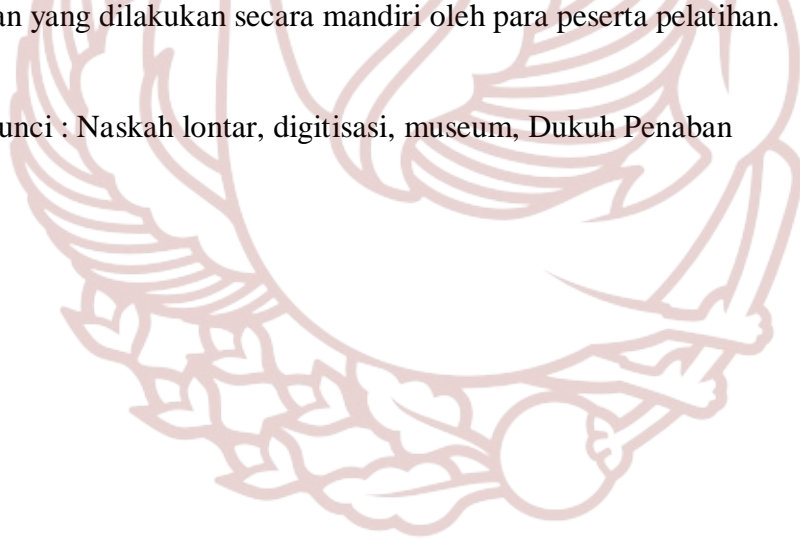 an yang dilakukan secara mandiri oleh para peserta pelatihan.
unci : Naskah lontar, digitisasi, museum, Dukuh Penaban